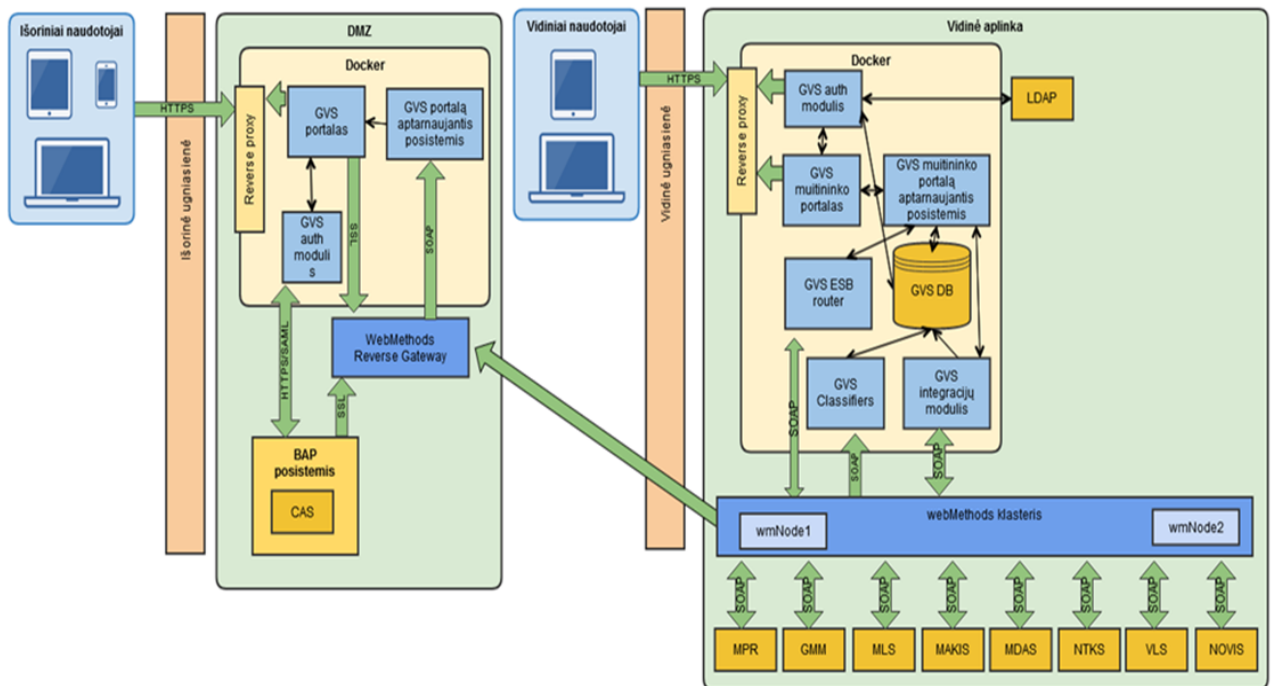 Išoriniai naudotojai
HTTPS
Išorinė ugniasienė
DMZ
Docker
Reverse proxy
GVS
portalas
GVS portalą
aptarnaujantis
posistemis
GVS
auth
moduli
s
SSL
SOAP
HTTPS/SAML
WebMethods
Reverse Gateway
SSL
BAP
posistemis
CAS
Vidiniai naudotojai
HTTPS
Vidinė ugniasienė
Vidinė aplinka
Docker
Reverse proxy
GVS auth
modulis
LDAP
GVS
muitininko
portalas
GVS muitininko
portalą
aptarnaujantis
posistemis
GVS ESB
router
GVS DB
GVS
Classifiers
GVS
integracijų
modulis
SOAP
SOAP
SOAP
webMethods klasteris
wmNode1
wmNode2
SOAP
SOAP
SOAP
SOAP
SOAP
SOAP
SOAP
SOAP
MPR
GMM
MLS
MAKIS
MDAS
NTKS
VLS
NOVIS